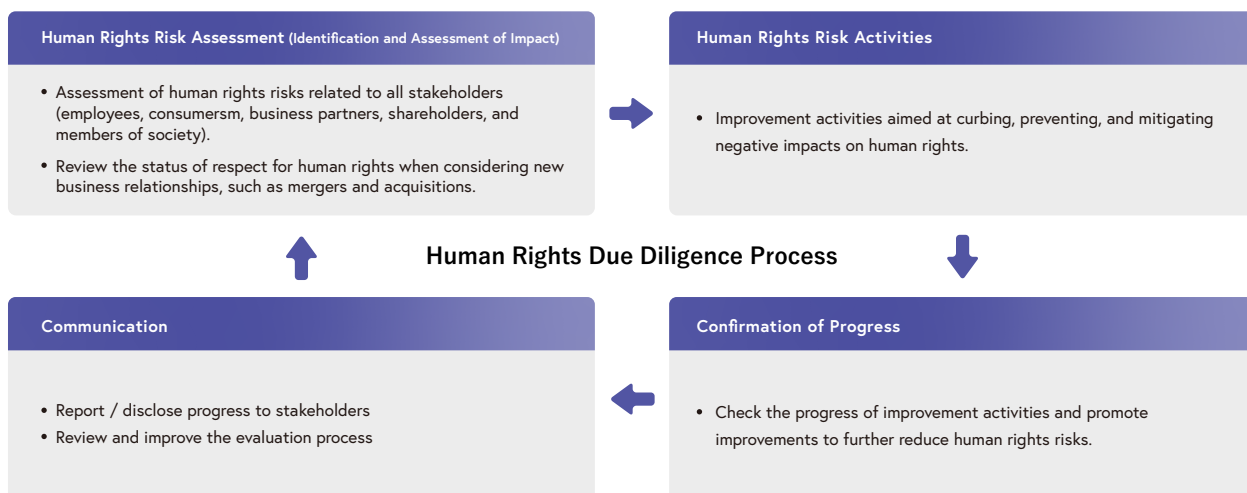 Human Rights Risk Assessment (Identification and Assessment of Impact)
• Assessment of human rights risks related to all stakeholders
(employees, consumersm, business partners, shareholders, and
members of society).
• Review the status of respect for human rights when considering new
business relationships, such as mergers and acquisitions.
Human Rights Risk Activities
• Improvement activities aimed at curbing, preventing, and mitigating
negative impacts on human rights.
Human Rights Due Diligence Process
Communication
• Report / disclose progress to stakeholders
• Review and improve the evaluation process
Confirmation of Progress
• Check the progress of improvement activities and promote
improvements to further reduce human rights risks.